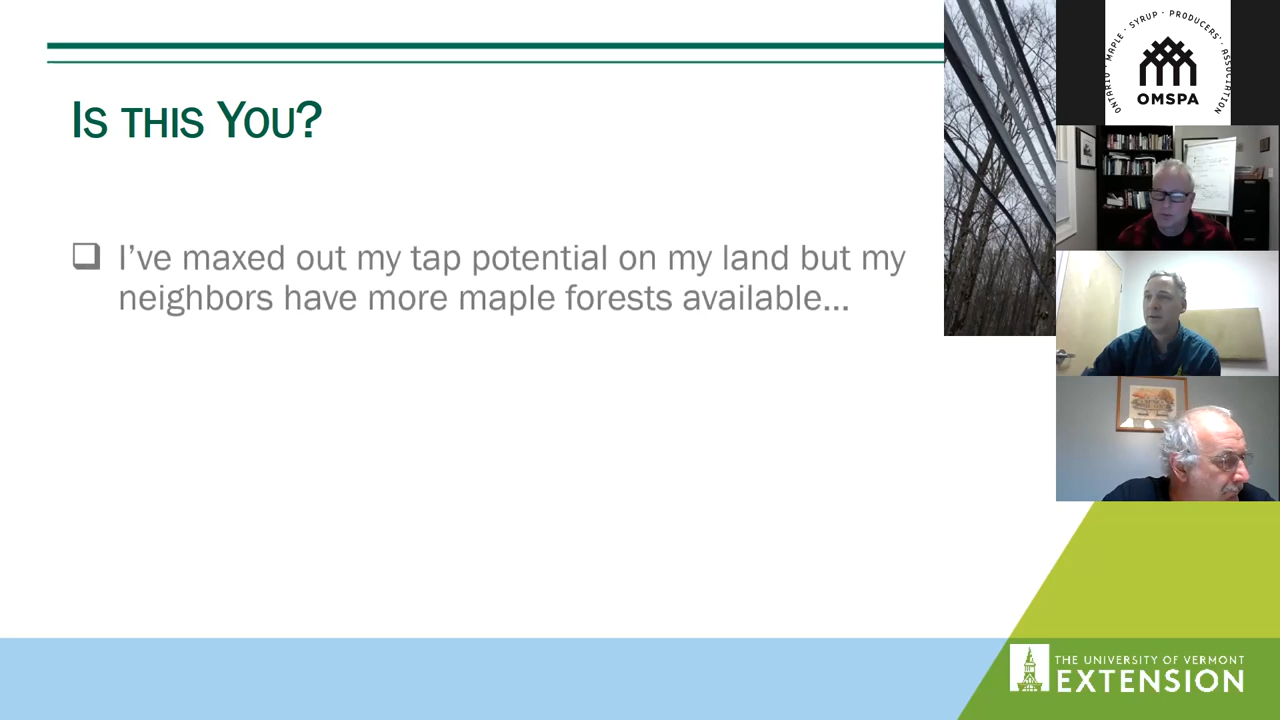 IS THIS YOU?
❑ I've maxed out my tap potential on my land but my
neighbors have more maple forests available...
ONTARIO · MAPLE · SYRUP · PRODUCERS' · ASSOCIATION
OMSPA
THE UNIVERSITY OF VERMONT
EXTENSION